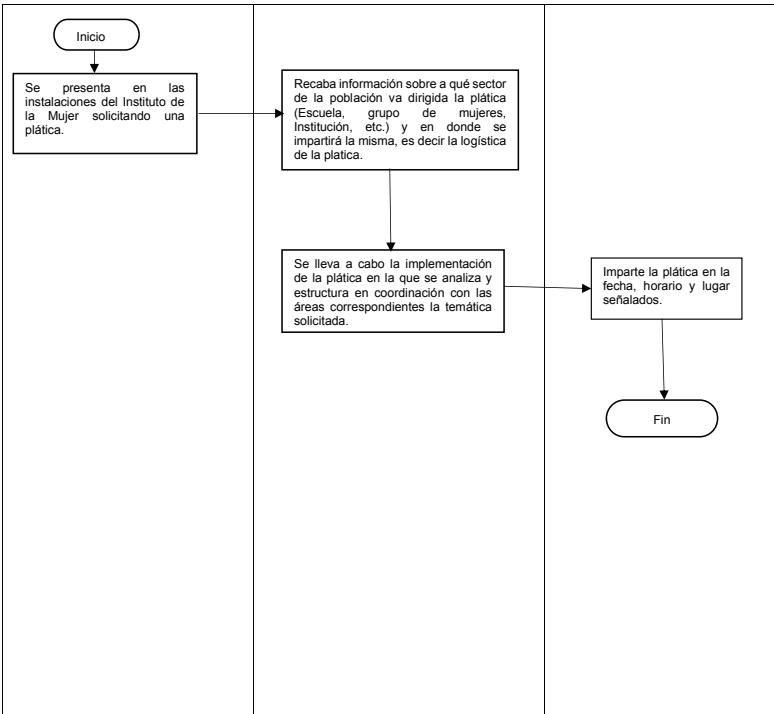 Inicio
Se presenta en las
instalaciones del Instituto de
la Mujer solicitando una
plática.
Recaba información sobre a qué sector
de la población va dirigida la plática
(Escuela, grupo de mujeres,
Institución, etc.) y en donde se
impartirá la misma, es decir la logística
de la platica.
Se lleva a cabo la implementación
de la plática en la que se analiza y
estructura en coordinación con las
áreas correspondientes la temática
solicitada.
Imparte la plática en la
fecha, horario y lugar
señalados.
Fin